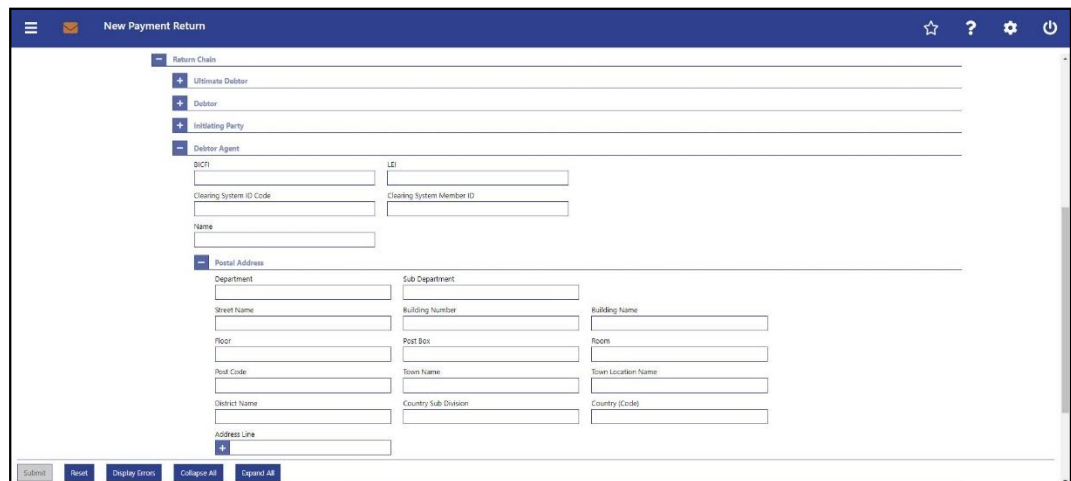 New Payment Return
Return Chain
Ultimate Debtor
Debtor
Initiating Party
Debtor Agent
BICFI LEI
Clearing System ID Code Clearing System Member ID
Name
Postal Address
Department Sub Department
Street Name Building Number Building Name
Floor Post Box Room
Post Code Town Name Town Location Name
District Name Country Sub Division Country (Code)
Address Line
Submit Reset Display Errors Collapse All Expand All